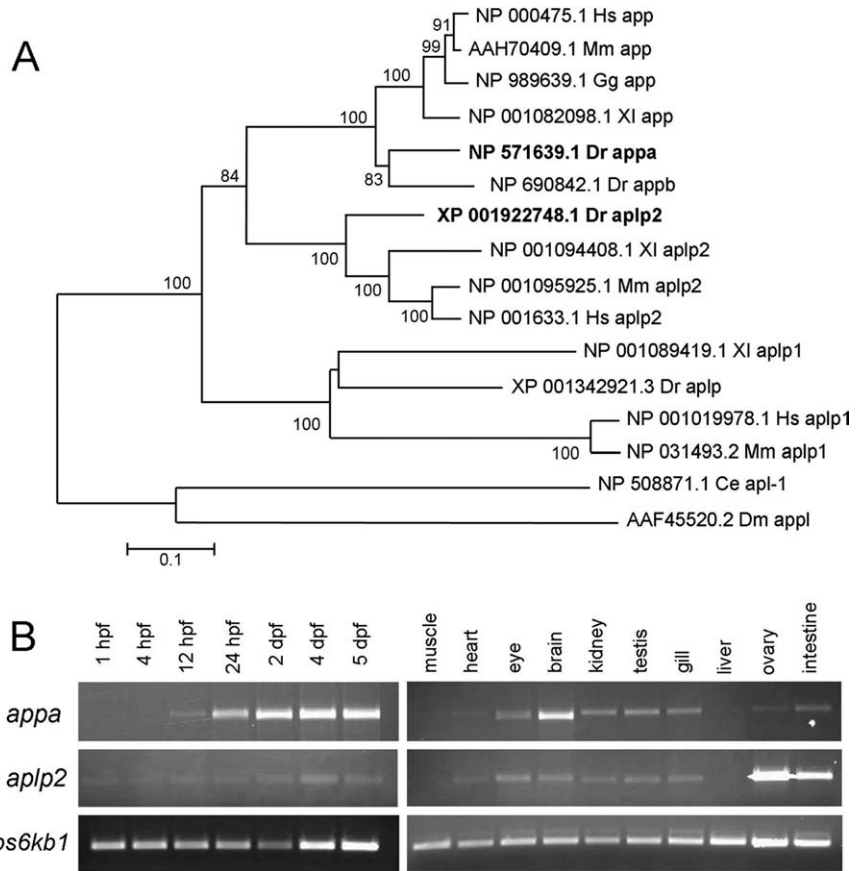 A
NP 000475.1 Hs app
91
AAH70409.1 Mm app
99
NP 989639.1 Gg app
100
NP 001082098.1 Xl app
100
NP 571639.1 Dr appa
83
NP 690842.1 Dr appb
84
XP 001922748.1 Dr aplp2
100
NP 001094408.1 Xl aplp2
100
NP 001095925.1 Mm aplp2
100
NP 001633.1 Hs aplp2
100
NP 001089419.1 Xl aplp1
XP 001342921.3 Dr aplp
100
NP 001019978.1 Hs aplp1
100
NP 031493.2 Mm aplp1
NP 508871.1 Ce apl-1
AAF45520.2 Dm appl
0.1
B
1 hpf
4 hpf
12 hpf
24 hpf
2 dpf
4 dpf
5 dpf
muscle
heart
eye
brain
kidney
testis
gill
liver
ovary
intestine
appa
aplp2
ps6kb1